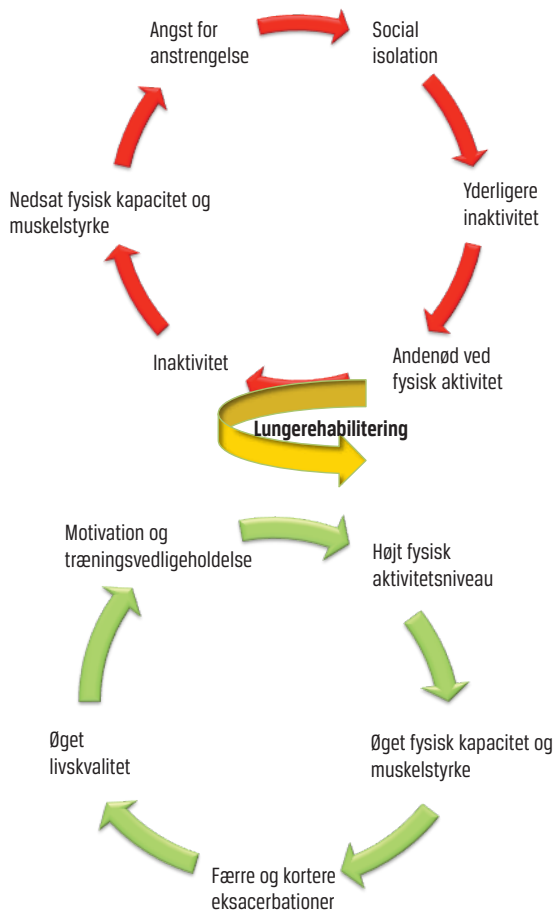 Angst for
anstrengelse
Social
isolation
Yderligere
inaktivitet
Andenød ved
fysisk aktivitet
Inaktivitet
Nedsat fysisk kapacitet og
muskelstyrke
Lungerehabilitering
Motivation og
træningsvedligeholdelse
Højt fysisk
aktivitetsniveau
Øget fysisk kapacitet og
muskelstyrke
Færre og kortere
eksacerbationer
Øget
livskvalitet